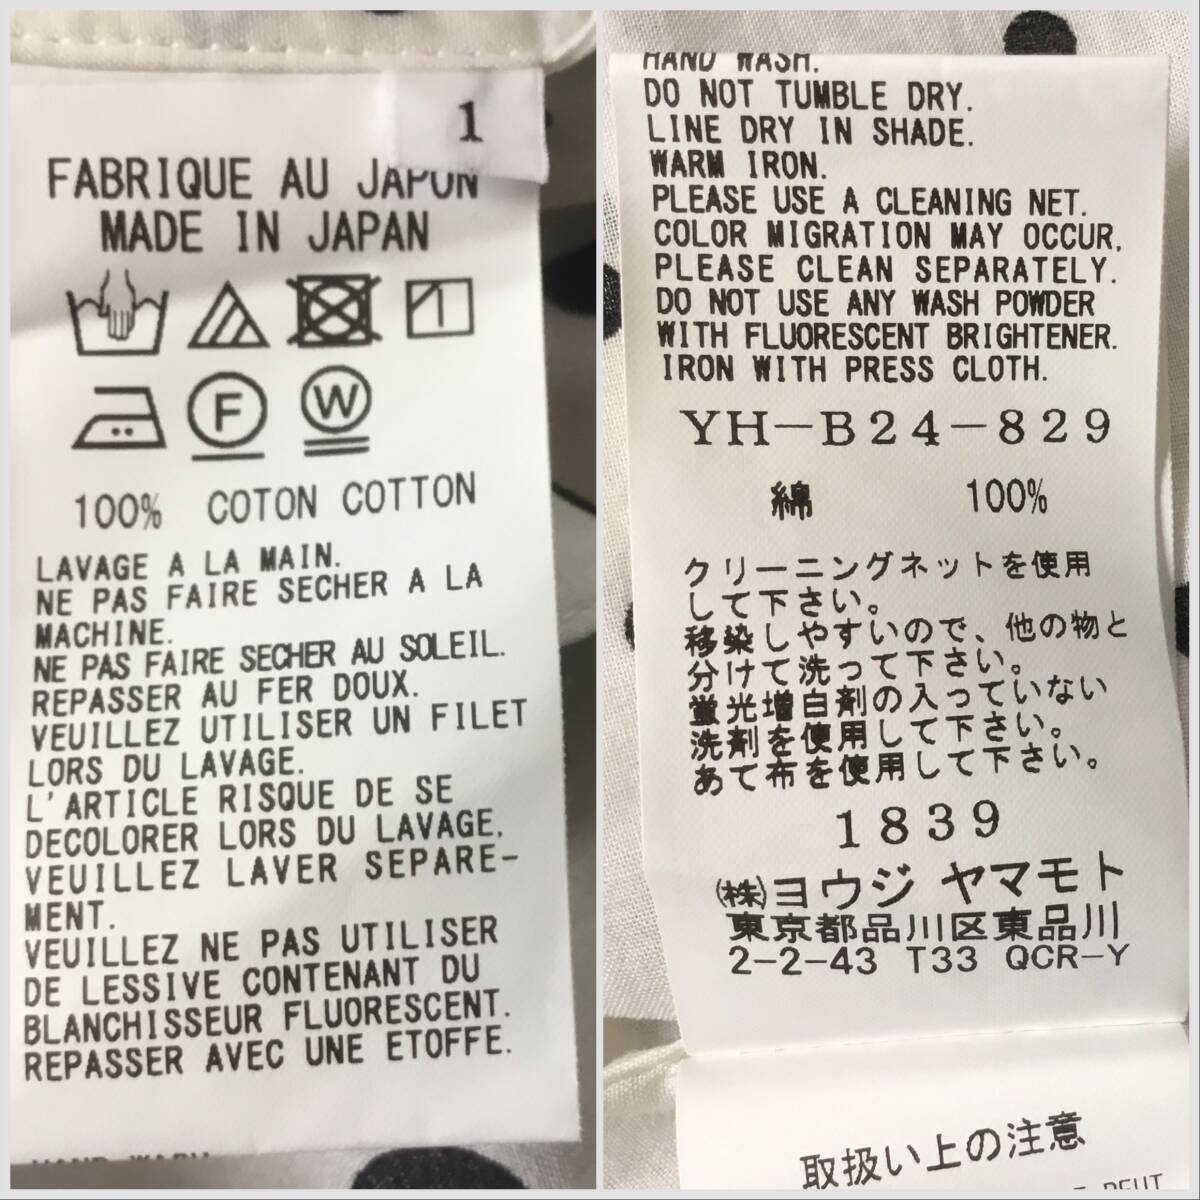 1
FABRIQUE AU JAPON
MADE IN JAPAN
F
W
100% COTON COTTON
LAVAGE A LA MAIN.
NE PAS FAIRE SECHER A LA
MACHINE.
NE PAS FAIRE SECHER AU SOLEIL.
REPASSER AU FER DOUX.
VEUILLEZ UTILISER UN FILET
LORS DU LAVAGE.
L'ARTICLE RISQUE DE SE
DECOLORER LORS DU LAVAGE.
VEUILLEZ LAVER SEPARE-
MENT.
VEUILLEZ NE PAS UTILISER
DE LESSIVE CONTENANT DU
BLANCHISSEUR FLUORESCENT.
REPASSER AVEC UNE ETOFFE.
HAND WASH.
DO NOT TUMBLE DRY.
LINE DRY IN SHADE.
WARM IRON.
PLEASE USE A CLEANING NET.
COLOR MIGRATION MAY OCCUR,
PLEASE CLEAN SEPARATELY.
DO NOT USE ANY WASH POWDER
WITH FLUORESCENT BRIGHTENER.
IRON WITH PRESS CLOTH.
YH-B24-829
綿 100%
クリーニングネットを使用
して下さい。
移染しやすいので、他の物と
分けて洗って下さい。
蛍光増白剤の入っていない
洗剤を使用して下さい。
あて布を使用して下さい。
1839
(株)ヨウジ ヤマモト
東京都品川区東品川
2-2-43 T33 QCR-Y
取扱い上の注意